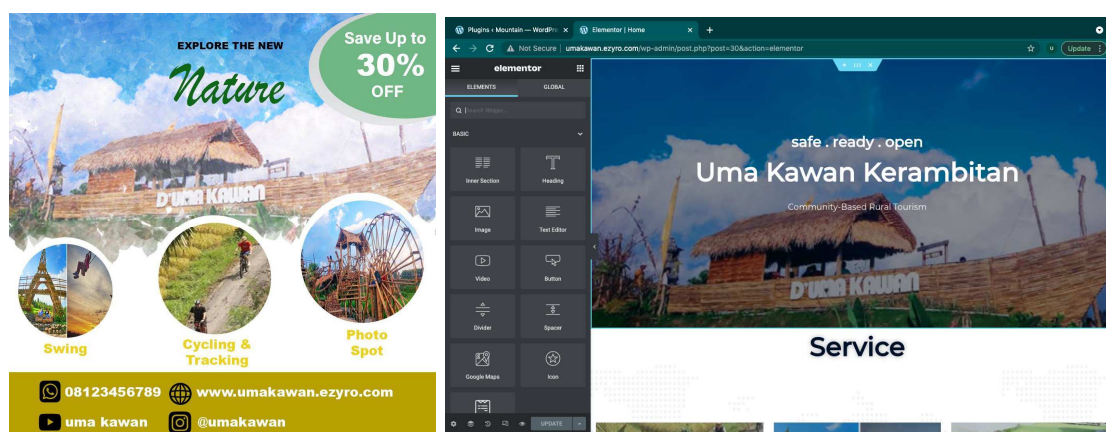 EXPLORE THE NEW
Nature
Save Up to
30%
OFF
D'UMA KAWAN
Swing
Cycling &
Tracking
Photo
Spot
08123456789 www.umakawan.ezyro.com
uma kawan @umakawan
Plugins ‹ Mountain — WordPre
Elementor | Home
Not Secure | umakawan.ezyro.com/wp-admin/post.php?post=30&action=elementor
u
Update
elementor
ELEMENTS GLOBAL
Search Widget...
BASIC
Inner Section Heading
Image Text Editor
Video Button
Divider Spacer
Google Maps Icon
UPDATE
safe . ready . open
Uma Kawan Kerambitan
Community-Based Rural Tourism
D'UMA KAWAN
Service